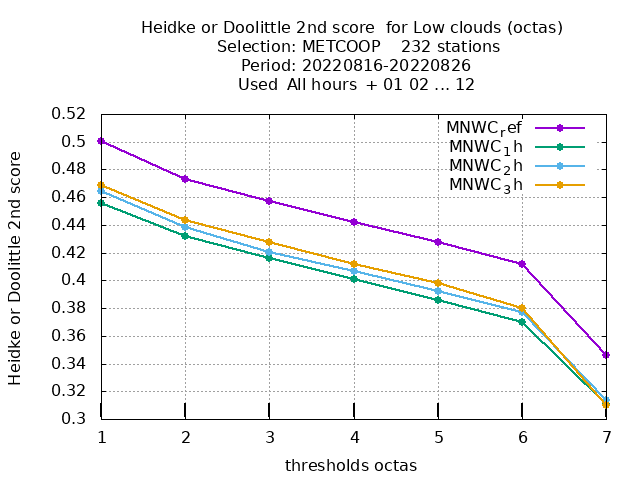 Heidke or Doolittle 2nd score  for Low clouds (octas)
Selection: METCOOP    232 stations
Period: 20220816-20220826
Used  All hours  + 01 02 ... 12
Heidke or Doolittle 2nd score
0.52
0.5
0.48
0.46
0.44
0.42
0.4
0.38
0.36
0.34
0.32
0.3
MNWCref
MNWC1h
MNWC2h
MNWC3h
1 2 3 4 5 6 7
thresholds octas